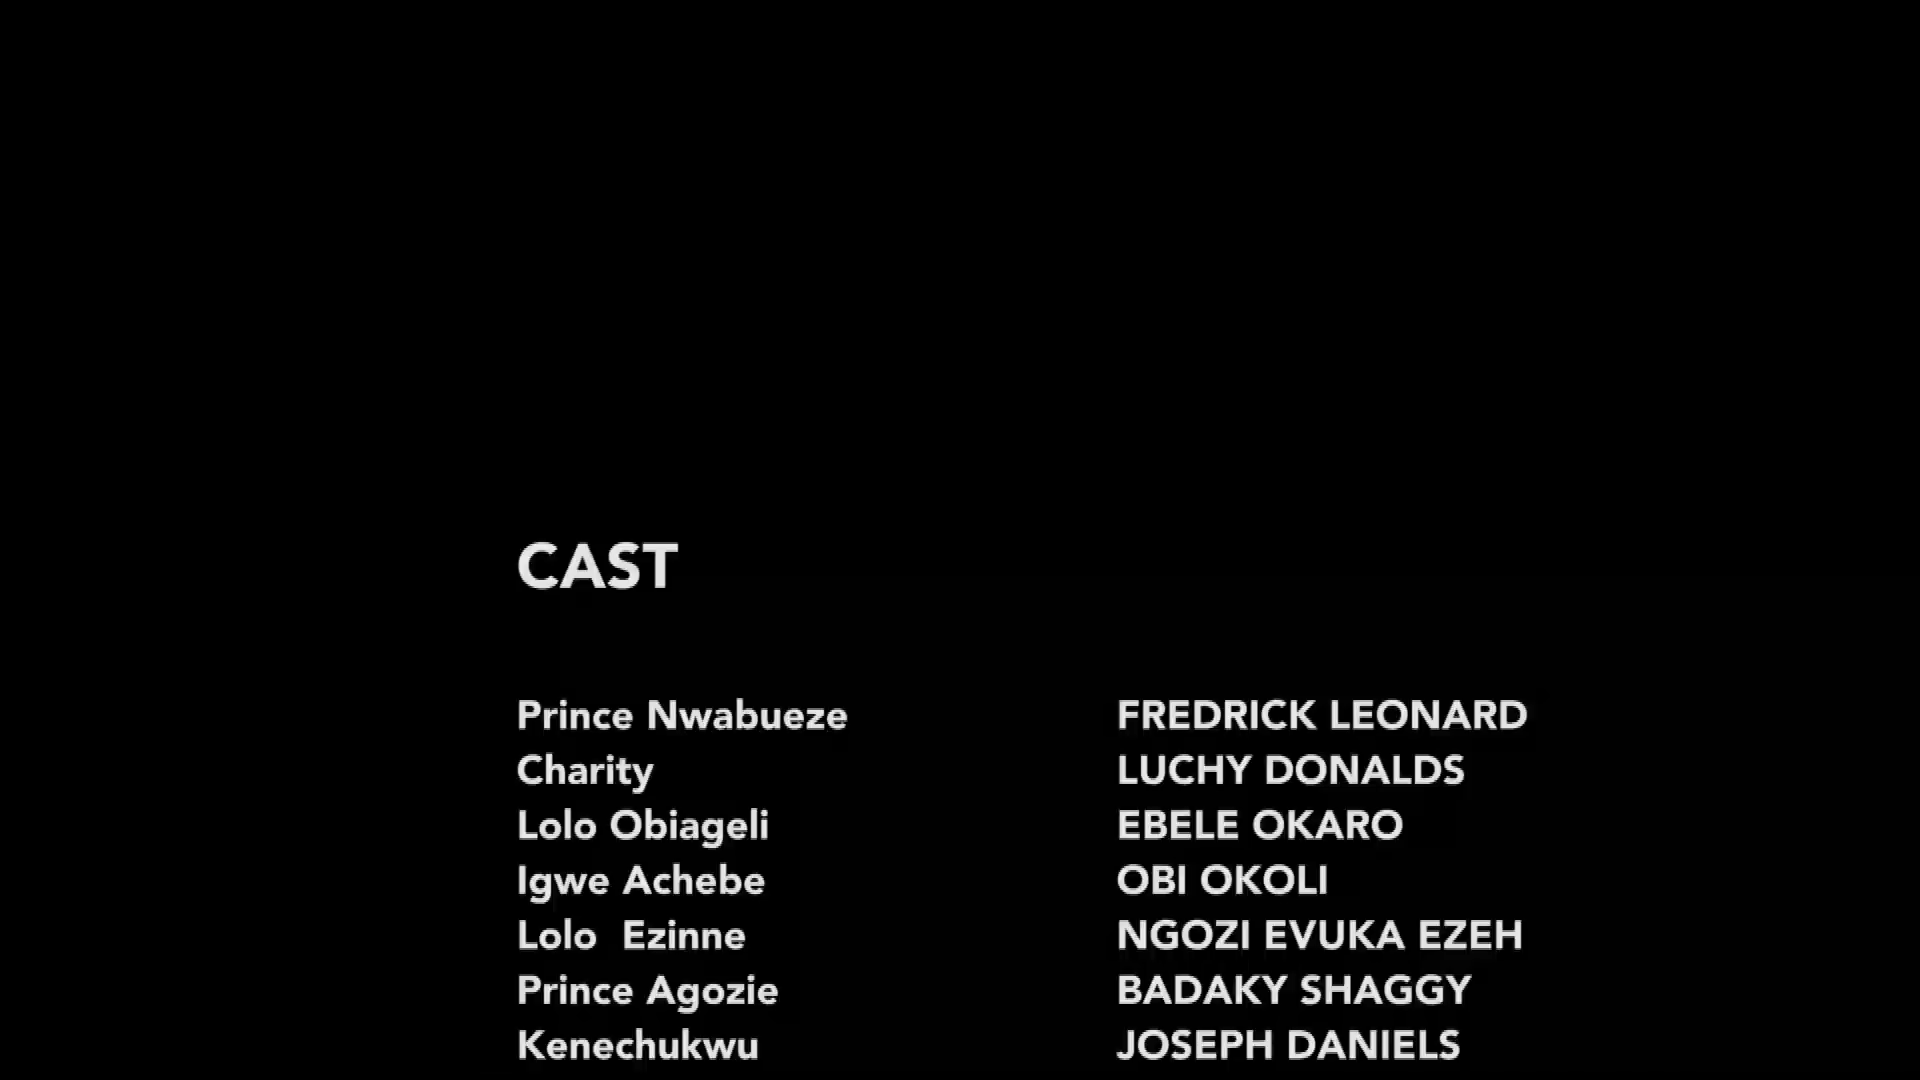 CAST
Prince Nwabueze FREDRICK LEONARD
Charity LUCHY DONALDS
Lolo Obiageli EBELE OKARO
Igwe Achebe OBI OKOLI
Lolo  Ezinne NGOZI EVUKA EZEH
Prince Agozie BADAKY SHAGGY
Kenechukwu JOSEPH DANIELS